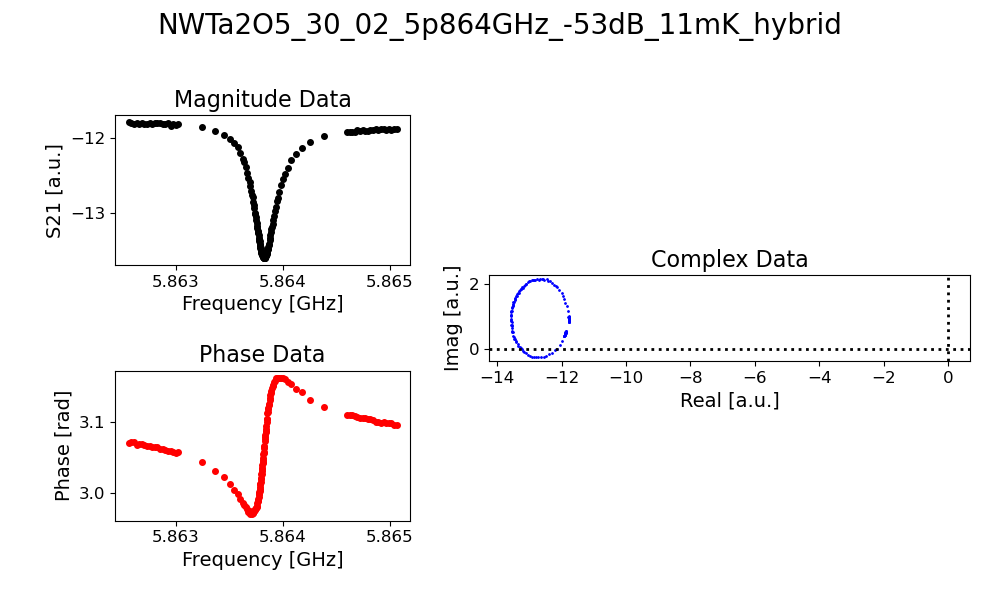 NWTa2O5_30_02_5p864GHz_-53dB_11mK_hybrid
Magnitude Data
S21 [a.u.]
−12
−13
5.863 5.864 5.865
Frequency [GHz]
Phase Data
Phase [rad]
3.1
3.0
5.863 5.864 5.865
Frequency [GHz]
Complex Data
Imag [a.u.]
2
0
−14 −12 −10 −8 −6 −4 −2 0
Real [a.u.]